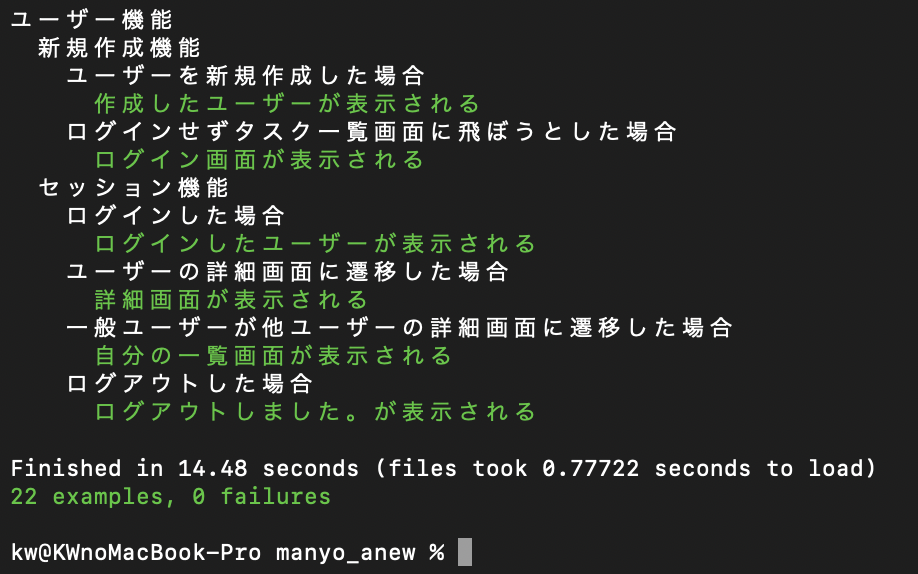 ユーザー機能
新規作成機能
ユーザーを新規作成した場合
作成したユーザーが表示される
ログインせずタスク一覧画面に飛ぼうとした場合
ログイン画面が表示される
セッション機能
ログインした場合
ログインしたユーザーが表示される
ユーザーの詳細画面に遷移した場合
詳細画面が表示される
一般ユーザーが他ユーザーの詳細画面に遷移した場合
自分の一覧画面が表示される
ログアウトした場合
ログアウトしました。が表示される
Finished in 14.48 seconds (files took 0.77722 seconds to load)
22 examples, 0 failures
kw@KWnoMacBook-Pro manyo_anew %